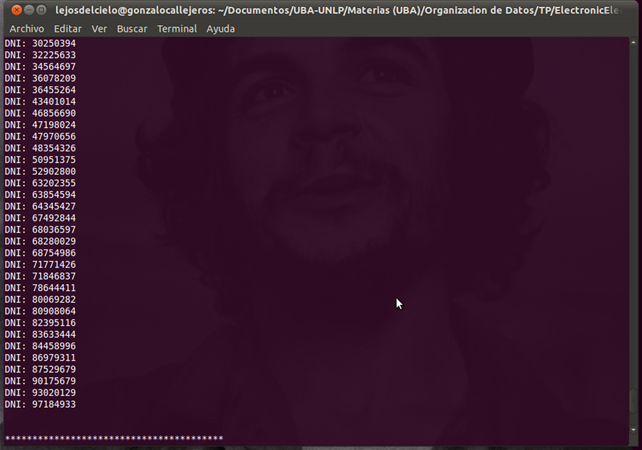 lejosdelcielo@gonzalocallejeros: ~/Documentos/UBA-UNLP/Materias (UBA)/Organizacion de Datos/TP/ElectronicEle
Archivo Editar Ver Buscar Terminal Ayuda
DNI: 30250394
DNI: 32225633
DNI: 34564697
DNI: 36078209
DNI: 36455264
DNI: 43401014
DNI: 46856690
DNI: 47198024
DNI: 47970656
DNI: 48354326
DNI: 50951375
DNI: 52902800
DNI: 63202355
DNI: 63854594
DNI: 64345427
DNI: 67492844
DNI: 68036597
DNI: 68280029
DNI: 68754986
DNI: 71771426
DNI: 71846837
DNI: 78644411
DNI: 80069282
DNI: 80908064
DNI: 82395116
DNI: 83633444
DNI: 84458996
DNI: 86979311
DNI: 87529679
DNI: 90175679
DNI: 93020129
DNI: 97184933
****************************************